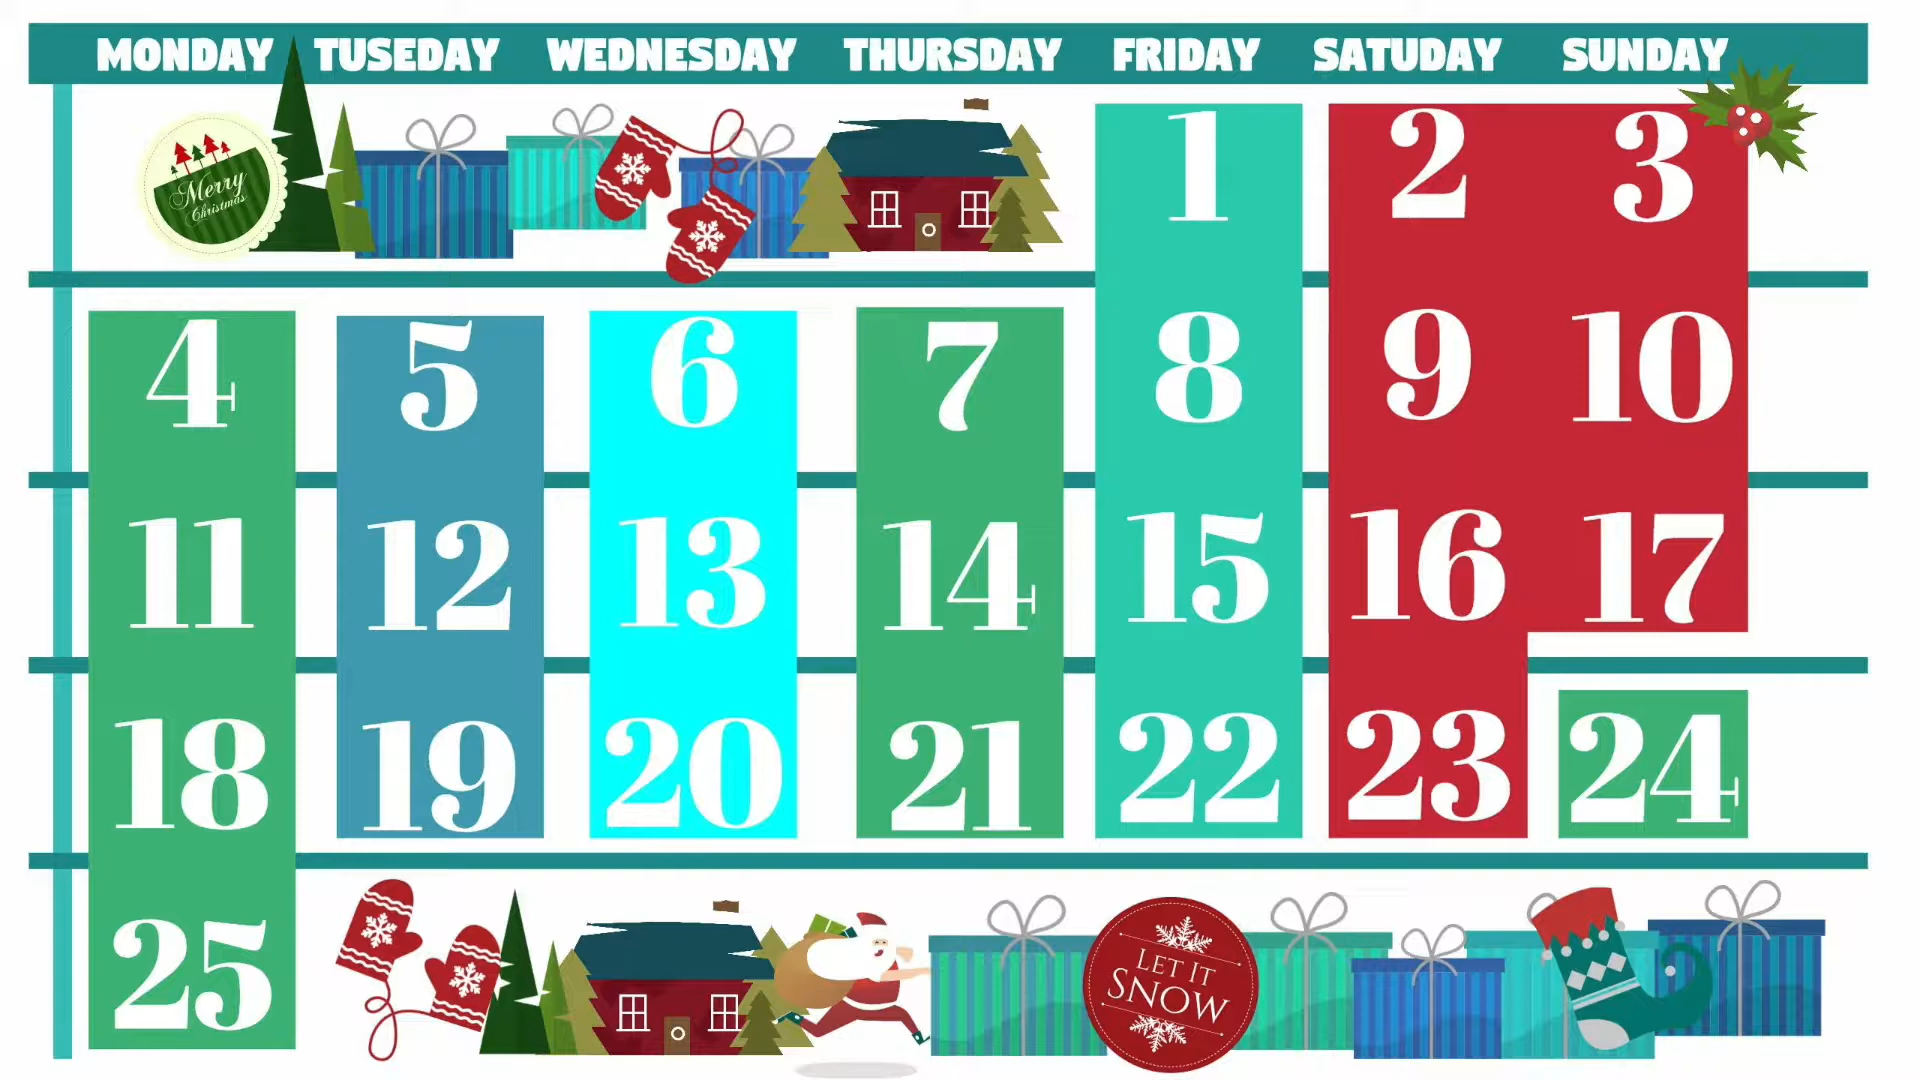 MONDAY TUSEDAY WEDNESDAY THURSDAY FRIDAY SATUDAY SUNDAY
Merry
Christmas
1 2 3
4 5 6 7 8 9 10
11 12 13 14 15 16 17
18 19 20 21 22 23 24
25
LET IT
SNOW